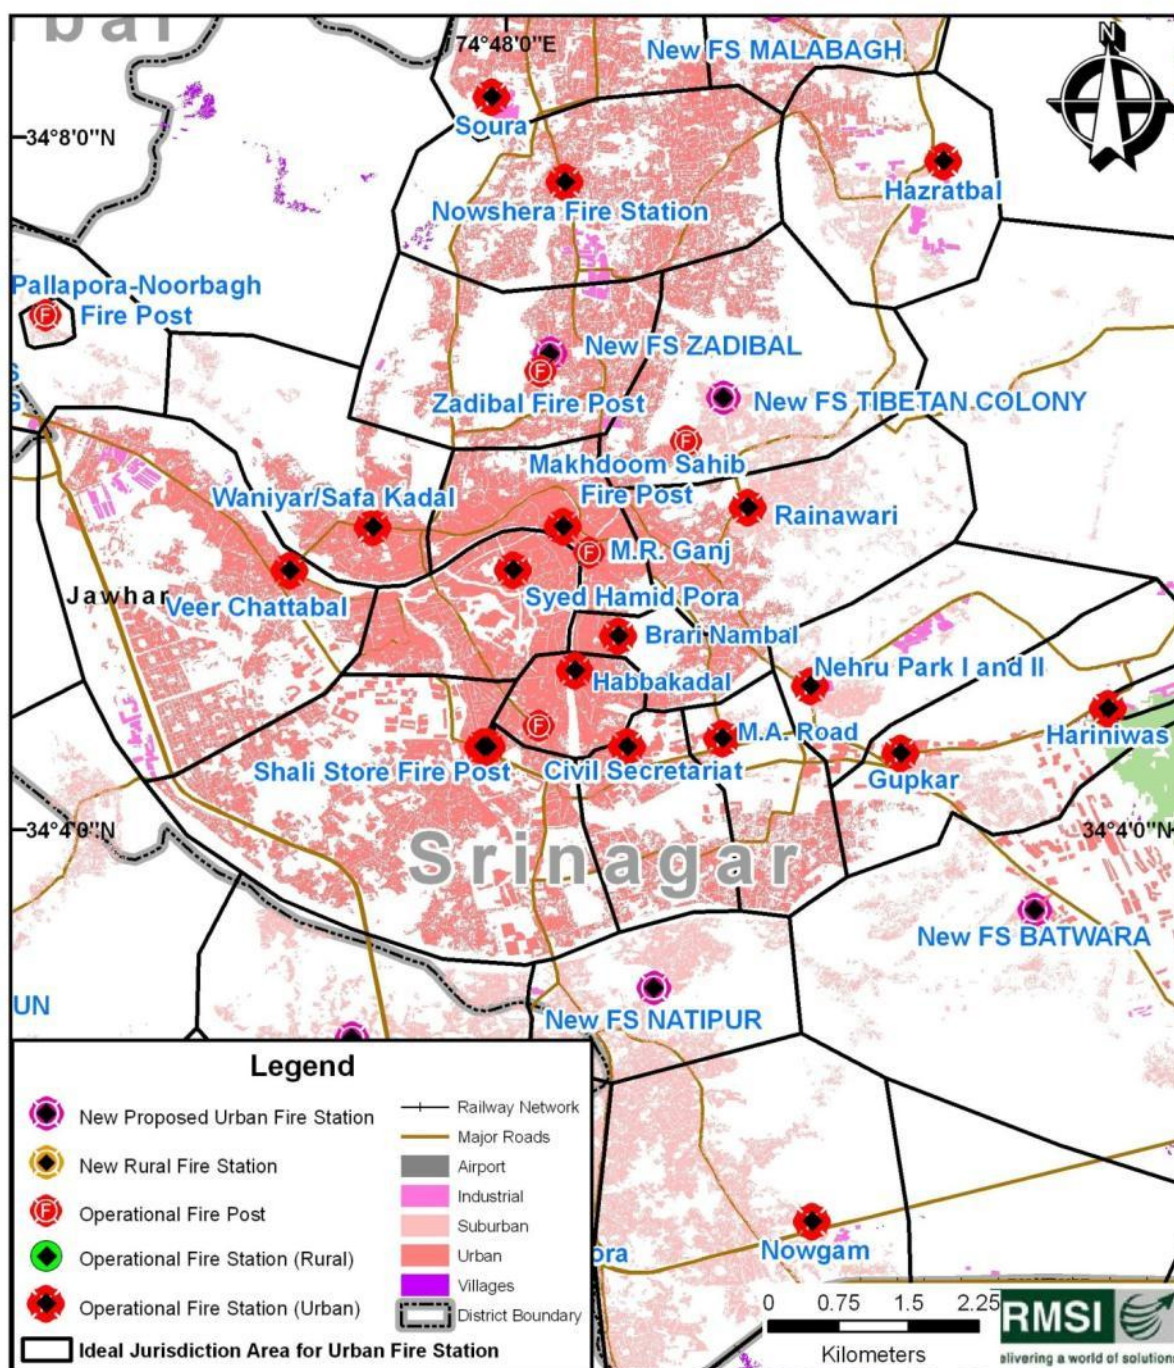 rbal
74°48'0"E
New FS MALABAGH
N
34°8'0"N
Soura
Hazratbal
Nowshera Fire Station
Pallapora-Noorbagh
Fire Post
New FS ZADIBAL
Zadibal Fire Post
New FS TIBETAN COLONY
S
G
Makhdoom Sahib
Fire Post
Waniyar/Safa Kadal
Rainawari
M.R. Ganj
Jawhar
Veer Chattabal
Syed Hamid Pora
Brari Nambal
Habbakadal
Nehru Park I and II
Hariniwas
M.A. Road
Shali Store Fire Post
Civil Secretariat
Gupkar
34°4'0"N
34°4'0"N
Srinagar
New FS BATWARA
UN
New FS NATIPUR
Legend
New Proposed Urban Fire Station
New Rural Fire Station
F Operational Fire Post
Operational Fire Station (Rural)
Operational Fire Station (Urban)
Ideal Jurisdiction Area for Urban Fire Station
Railway Network
Major Roads
Airport
Industrial
Suburban
Urban
Villages
District Boundary
ora
Nowgam
0 0.75 1.5 2.25
Kilometers
RMSI
elivering a world of solution